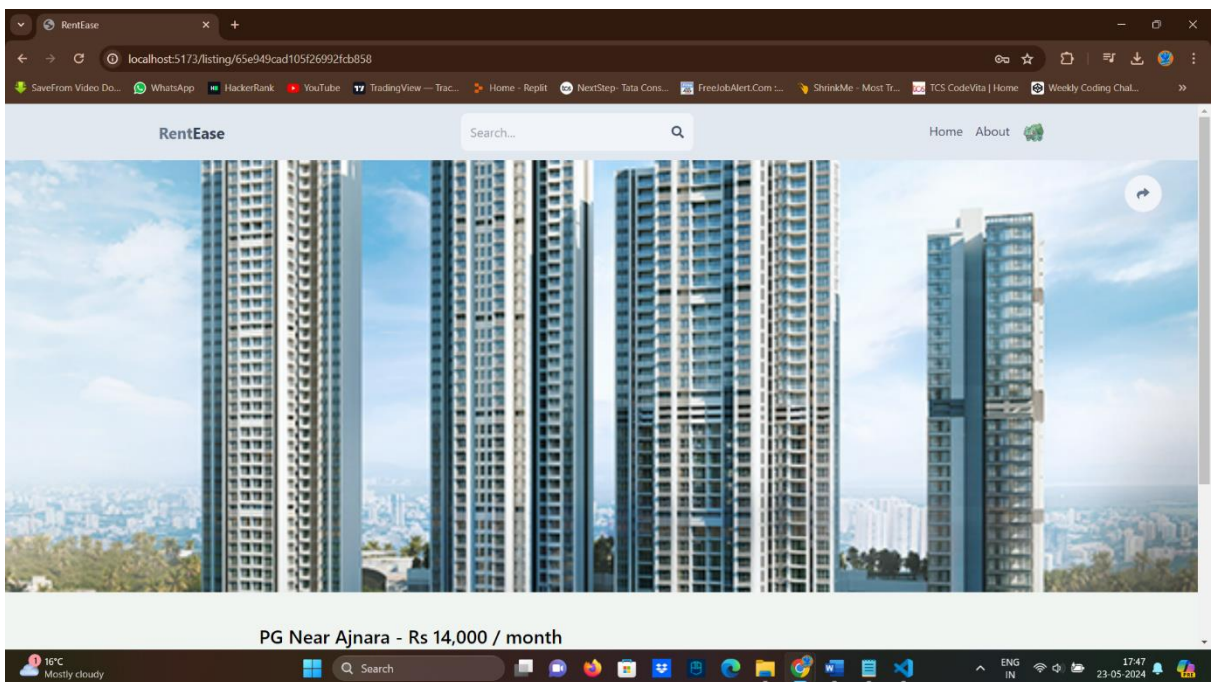 RentEase
localhost:5173/listing/65e949cad105f26992fcb858
SaveFrom Video Do... WhatsApp HackerRank YouTube TradingView — Trac... Home - Replit NextStep- Tata Cons... FreeJobAlert.Com :... ShrinkMe - Most Tr... TCS CodeVita | Home Weekly Coding Chal... »
RentEase Search... Home About
PG Near Ajnara - Rs 14,000 / month
1 16°C
Mostly cloudy
Search
ENG
IN
17:47
23-05-2024